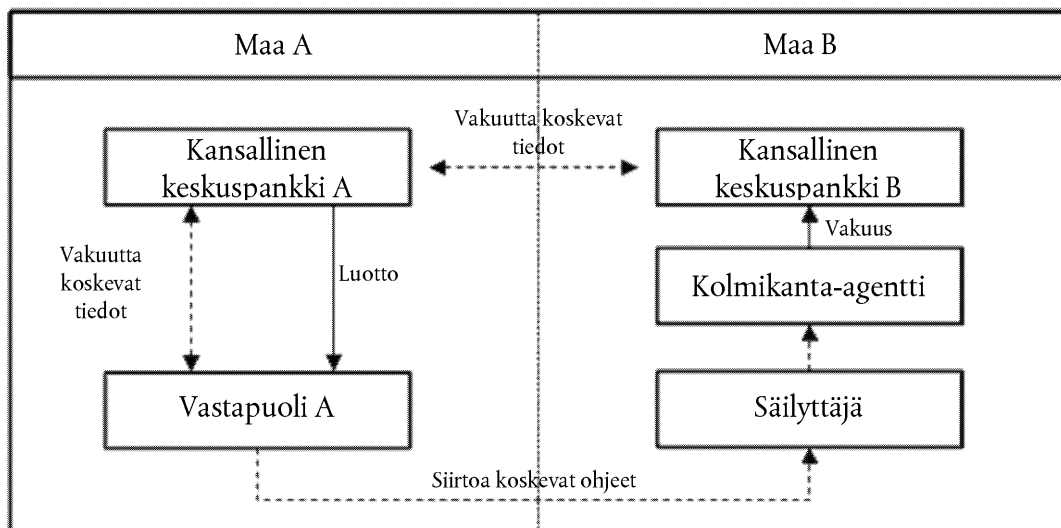 Maa A
Maa B
Vakuutta koskevat
tiedot
Kansallinen
keskuspankki A
Kansallinen
keskuspankki B
Vakuutta
koskevat
tiedot
Luotto
Vakuus
Kolmikanta-agentti
Vastapuoli A
Säilyttäjä
Siirtoa koskevat ohjeet